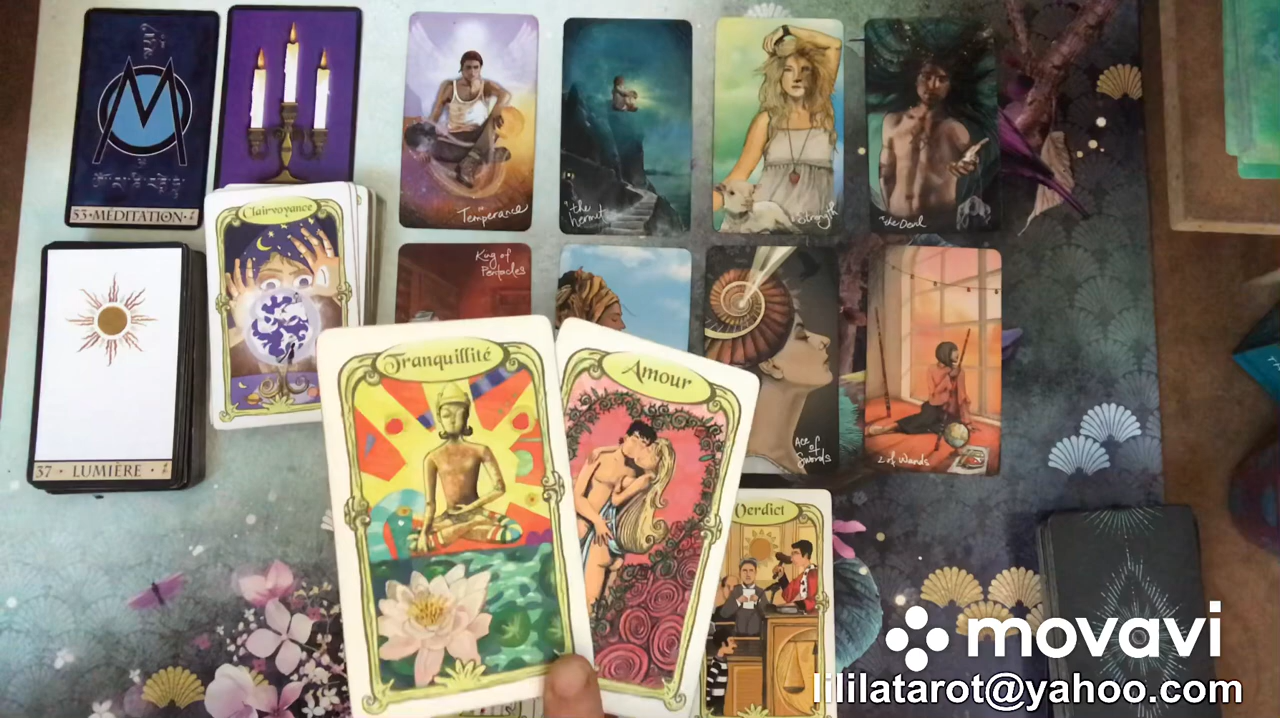 M
53 • MÉDITATION •
Clairvoyance
"Temperance
"the
hermit
"Strength
"the Devil
King of
Pentacles
37 • LUMIÈRE •
Tranquillité
Amour
Ace
of
Swords
2 of Wands
Verdict
movavi
lililatarot@yahoo.com